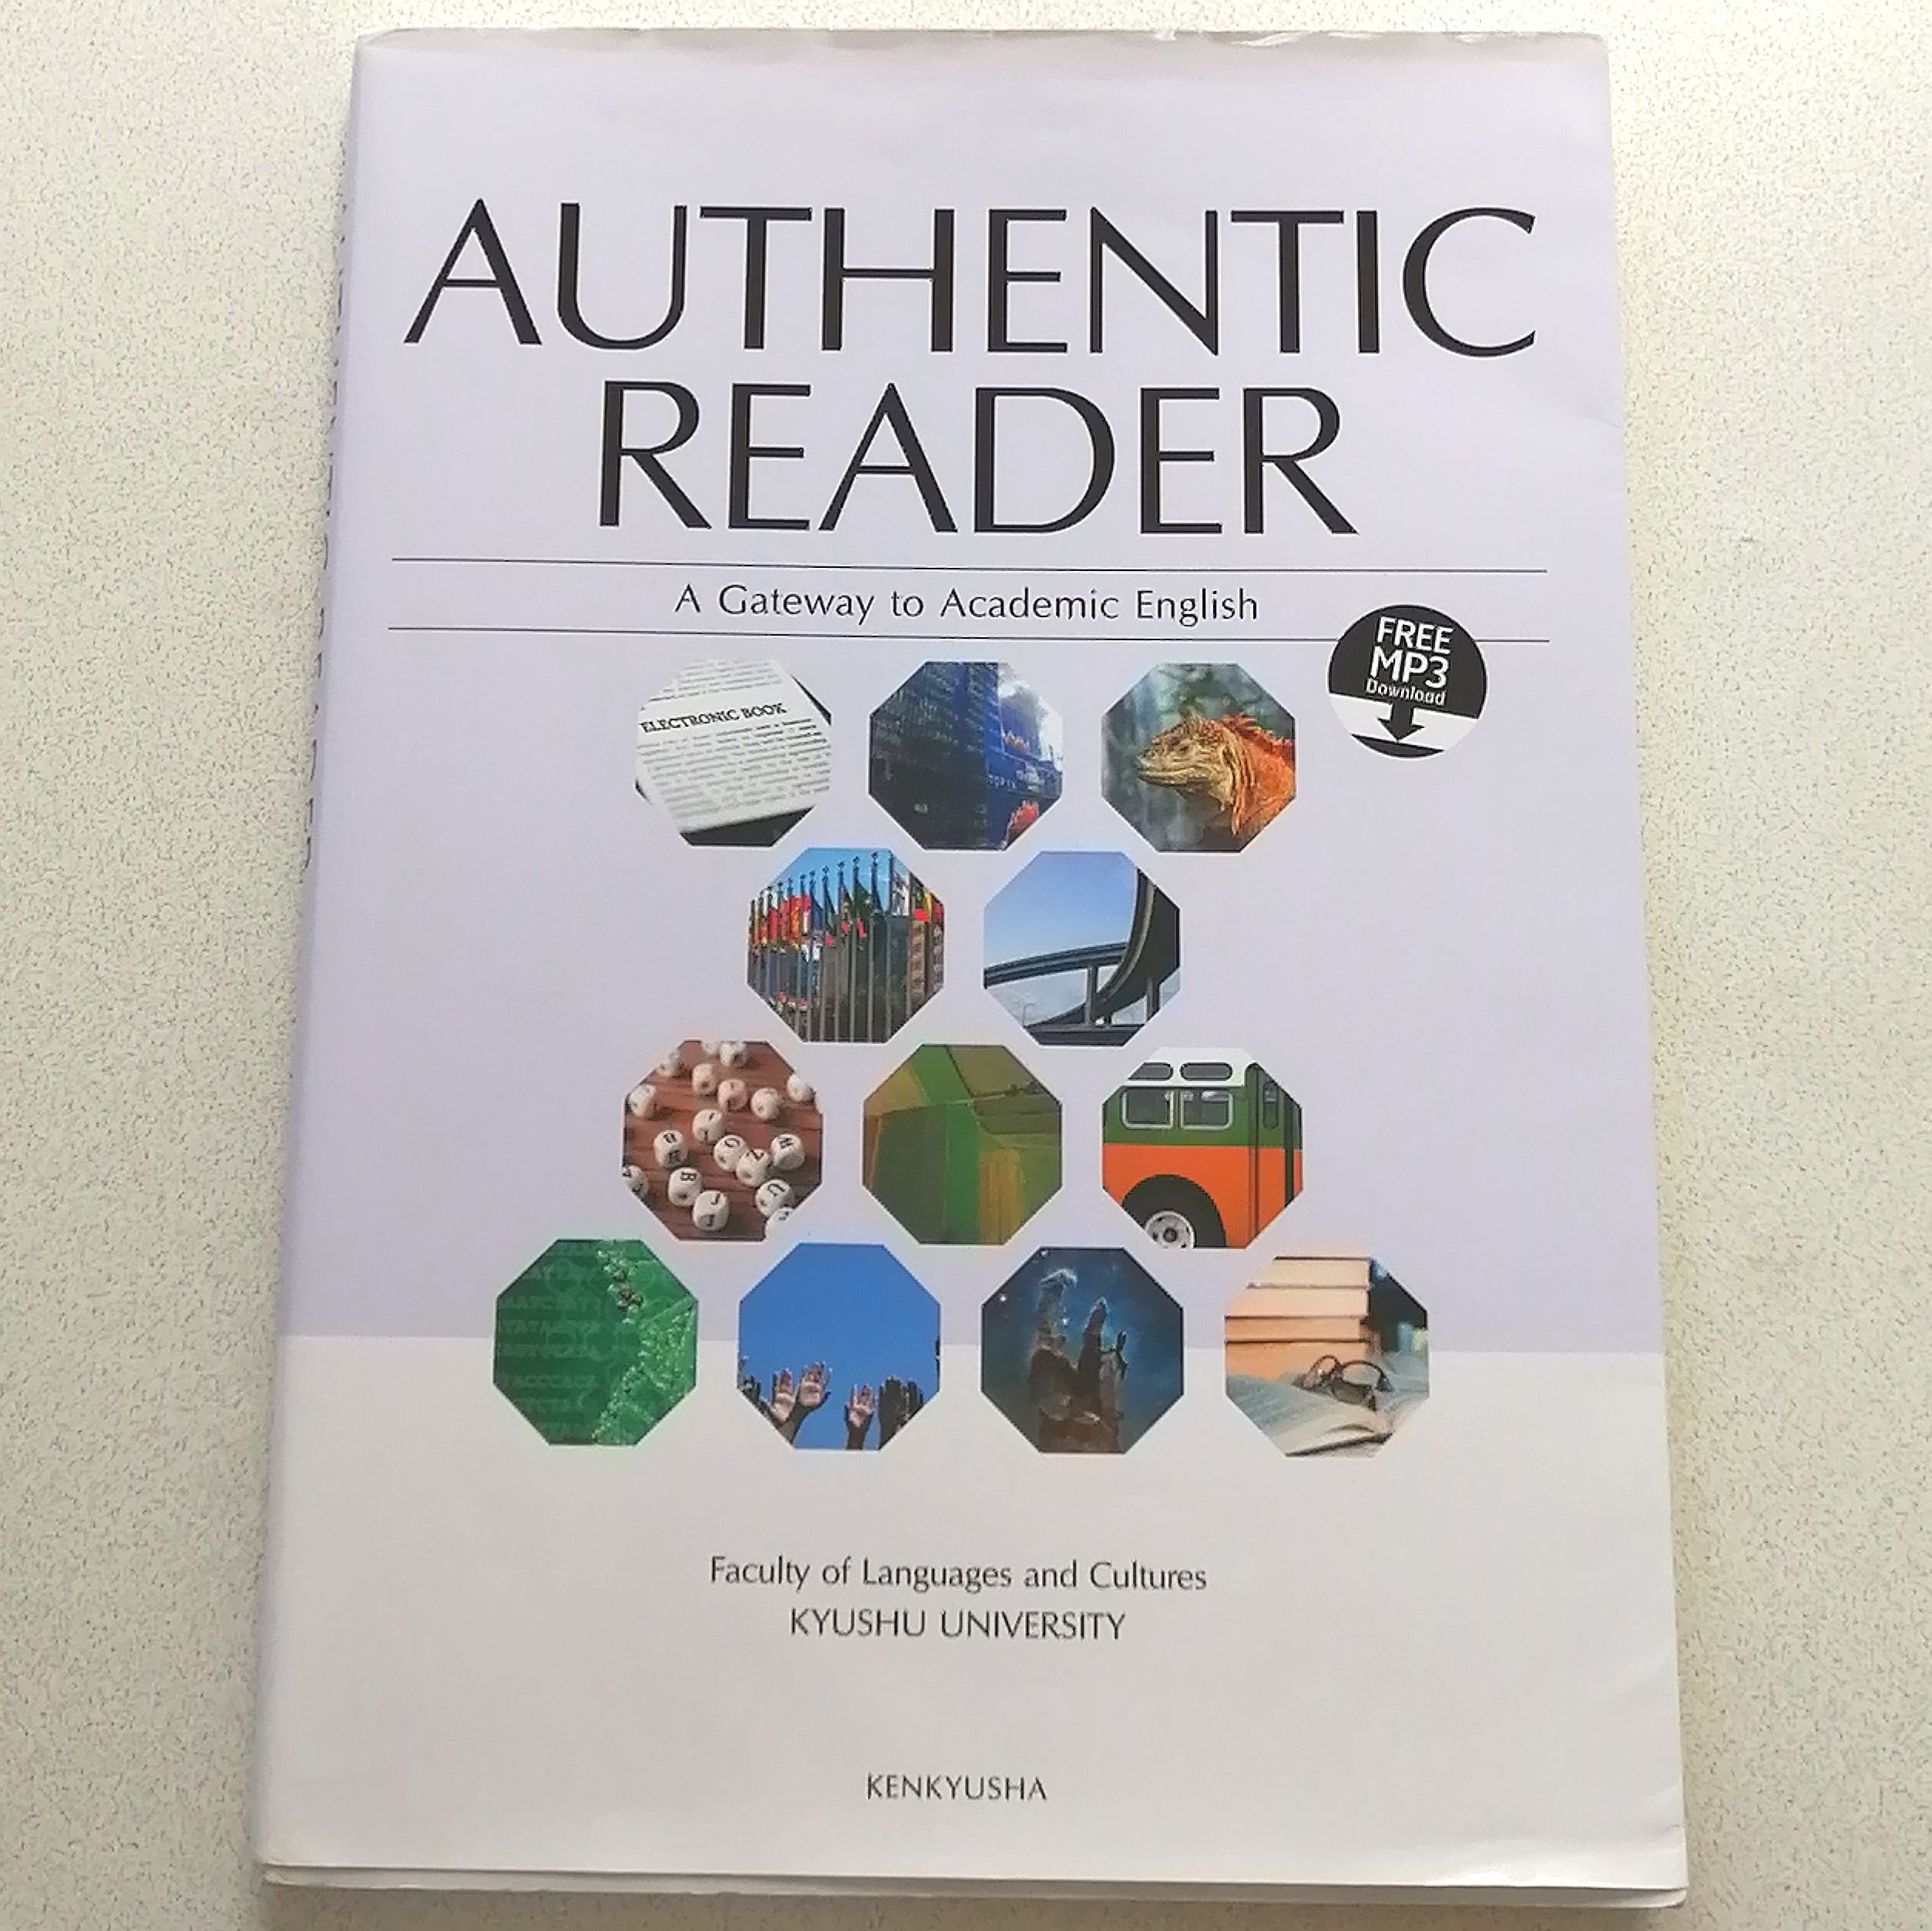 AUTHENTIC
READER
A Gateway to Academic English
FREE
MP3
Download
ELECTRONIC BOOK
Faculty of Languages and Cultures
KYUSHU UNIVERSITY
KENKYUSHA